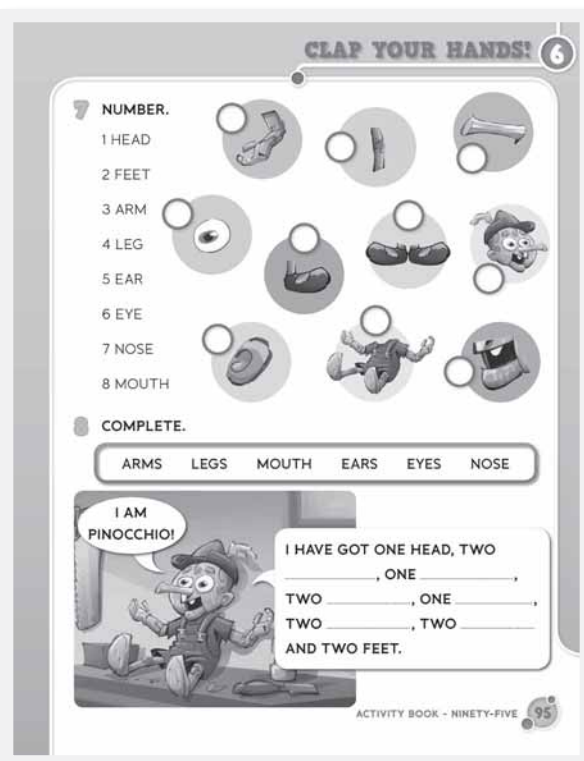 CLAP YOUR HANDS! 6
7 NUMBER.
1 HEAD
2 FEET
3 ARM
4 LEG
5 EAR
6 EYE
7 NOSE
8 MOUTH
8 COMPLETE.
ARMS LEGS MOUTH EARS EYES NOSE
I AM
PINOCCHIO!
I HAVE GOT ONE HEAD, TWO
, ONE ,
TWO , ONE ,
TWO , TWO
AND TWO FEET.
ACTIVITY BOOK - NINETY-FIVE 95